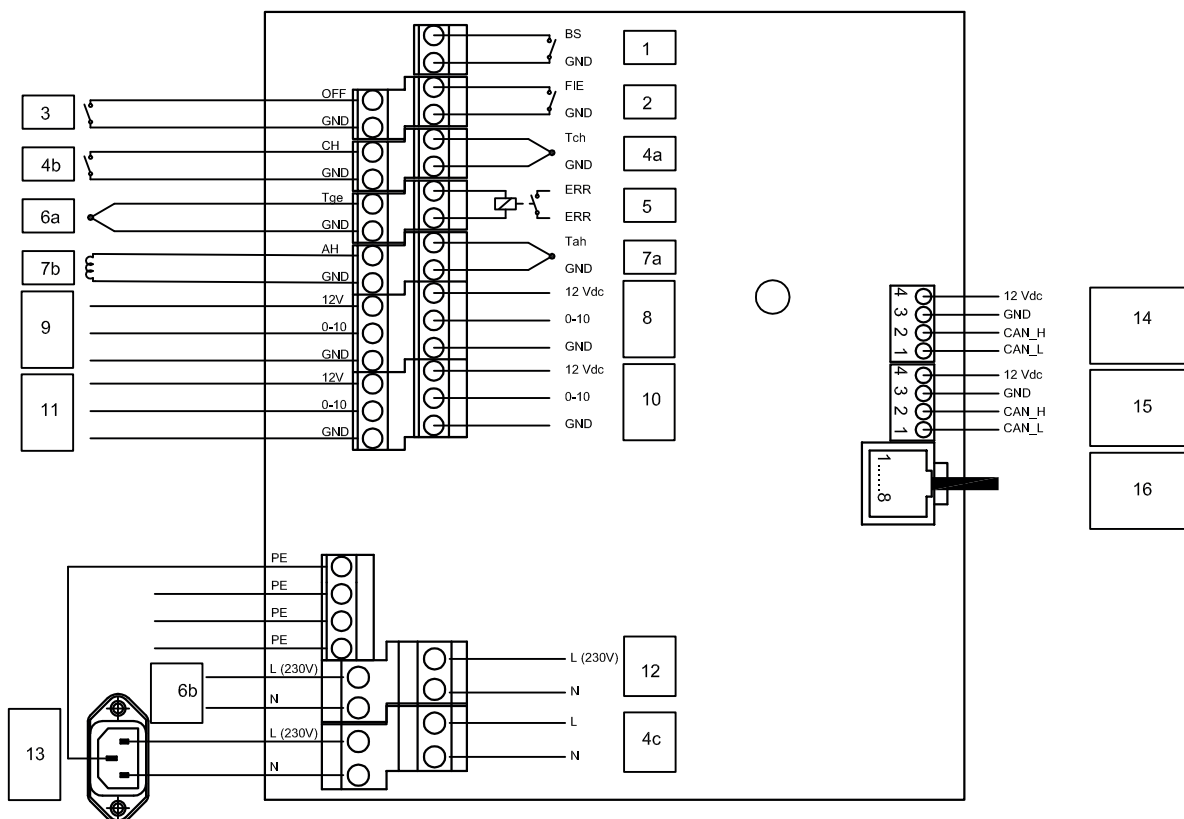 BS
1
GND
FIE
2
GND
OFF
3
GND
Tch
4a
GND
CH
4b
GND
ERR
5
ERR
Tge
6a
GND
Tah
7a
GND
AH
7b
GND
12 Vdc
0-10
8
GND
12V
9
0-10
GND
12 Vdc
0-10
10
GND
12V
11
0-10
GND
4 12 Vdc
3 GND
2 CAN_H
1 CAN_L
14
4 12 Vdc
3 GND
2 CAN_H
1 CAN_L
15
1......8
16
PE
PE
PE
PE
L (230V)
6b
N
L (230V)
12
N
L (230V)
13
N
L
4c
N